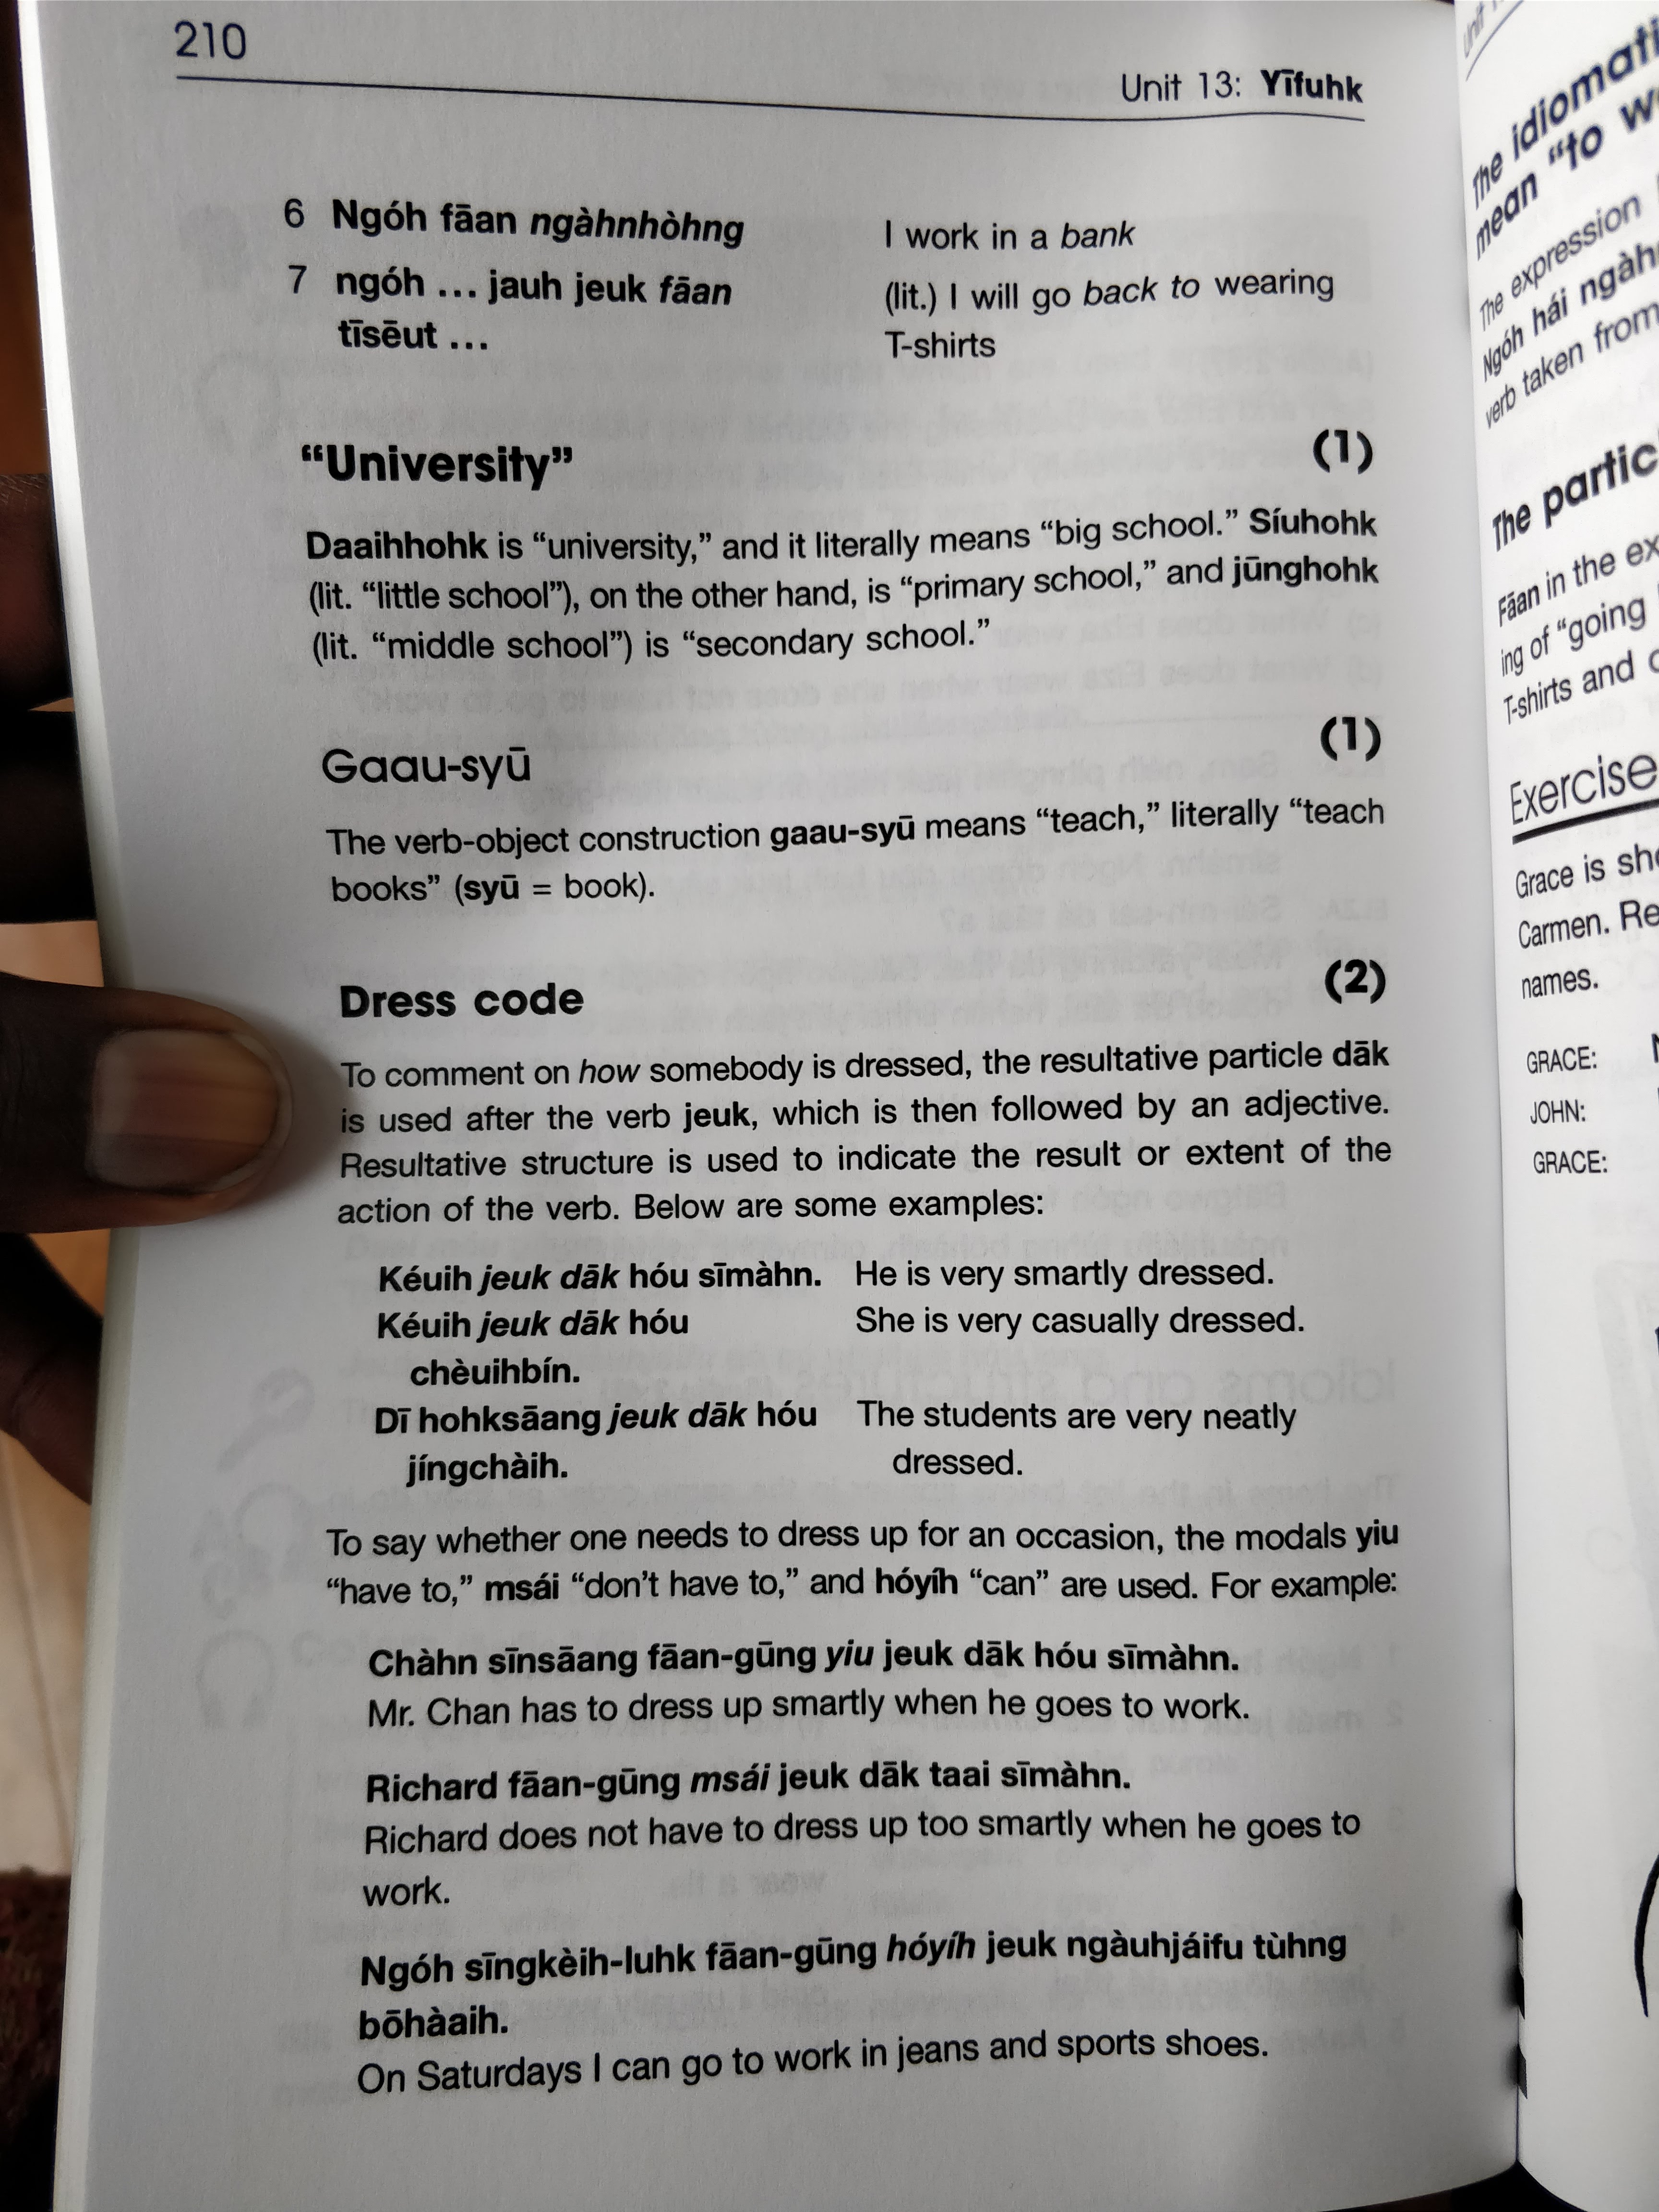 210
Unit 13: Yīfuhk
6 Ngóh fāan ngàhnhòhng I work in a bank
7 ngóh ... jauh jeuk fāan (lit.) I will go back to wearing
tīsēut ... T-shirts
“University” (1)
Daaihhohk is “university,” and it literally means “big school.” Síuhohk
(lit. “little school”), on the other hand, is “primary school,” and jūnghohk
(lit. “middle school”) is “secondary school.”
Gaau-syū (1)
The verb-object construction gaau-syū means “teach,” literally “teach
books” (syū = book).
Dress code (2)
To comment on how somebody is dressed, the resultative particle dāk
is used after the verb jeuk, which is then followed by an adjective.
Resultative structure is used to indicate the result or extent of the
action of the verb. Below are some examples:
Kéuih jeuk dāk hóu sīmàhn. He is very smartly dressed.
Kéuih jeuk dāk hóu She is very casually dressed.
chèuihbín.
Dī hohksāang jeuk dāk hóu The students are very neatly
jíngchàih. dressed.
To say whether one needs to dress up for an occasion, the modals yiu
“have to,” msái “don’t have to,” and hóyíh “can” are used. For example:
Chàhn sīnsāang fāan-gūng yiu jeuk dāk hóu sīmàhn.
Mr. Chan has to dress up smartly when he goes to work.
Richard fāan-gūng msái jeuk dāk taai sīmàhn.
Richard does not have to dress up too smartly when he goes to
work.
Ngóh sīngkèih-luhk fāan-gūng hóyíh jeuk ngàuhjáifu tùhng
bōhàaih.
On Saturdays I can go to work in jeans and sports shoes.
The idiomati
mean “to w
The expression
Ngóh hái ngàh
verb taken from
The partic
Fāan in the ex
ing of “going
T-shirts and
Exercise
Grace is sh
Carmen. Re
names.
GRACE:
JOHN:
GRACE: